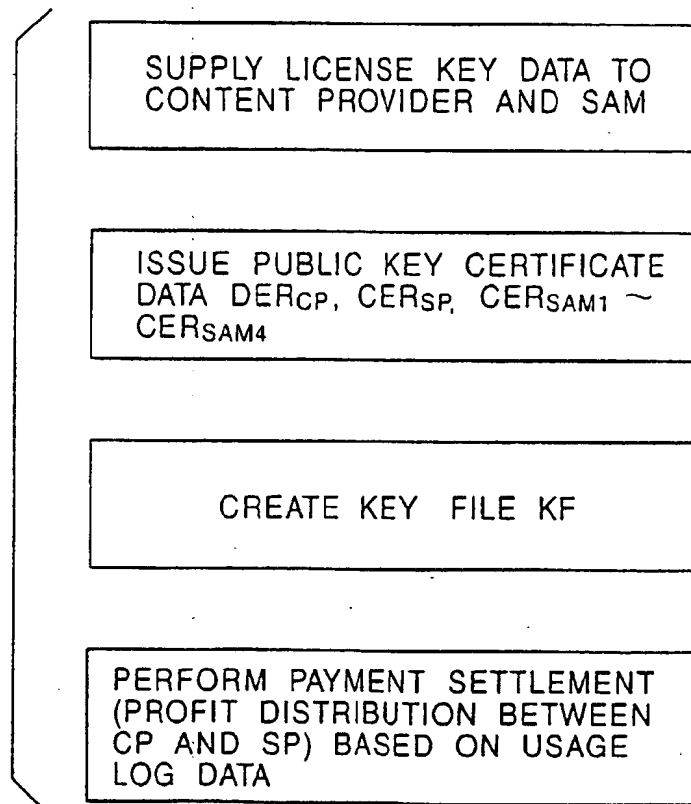 SUPPLY LICENSE KEY DATA TO
CONTENT PROVIDER AND SAM
ISSUE PUBLIC KEY CERTIFICATE
DATA DERCP, CERSP, CERSAM1 ~
CERSAM4
CREATE KEY FILE KF
PERFORM PAYMENT SETTLEMENT
(PROFIT DISTRIBUTION BETWEEN
CP AND SP) BASED ON USAGE
LOG DATA